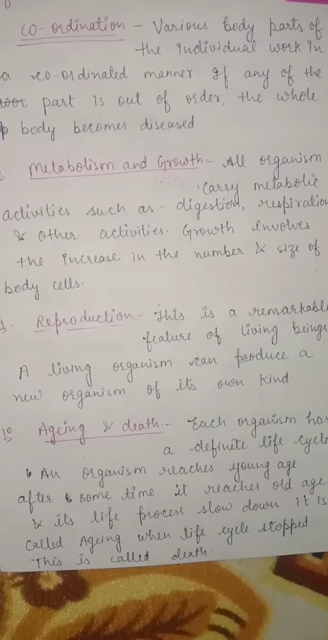 Co-ordination - Various body parts of
the individual work in
a co-ordinated manner If any of the
part is out of order, the whole
body becomes diseased
Metabolism and Growth - All organism
carry metabolic
activities such as digestion, respiration
& other activities. Growth involves
the increase in the number & size of
body cells.
Reproduction - This is a remarkable
feature of living beings
A living organism can produce a
new organism of its own kind
10 Ageing & death - Each organism has
a definite life cycle
An organism reaches young age
after some time it reaches old age
& its life process slow down it is
called Ageing when life cycle stopped
This is called death.